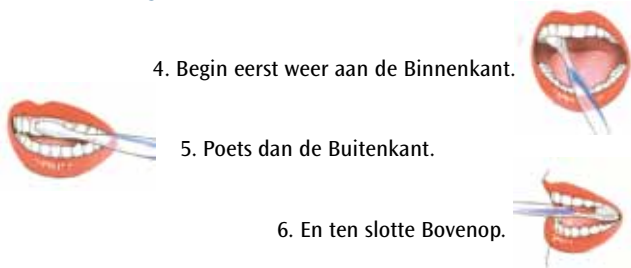 4. Begin eerst weer aan de Binnenkant.
5. Poets dan de Buitenkant.
6. En ten slotte Bovenop.